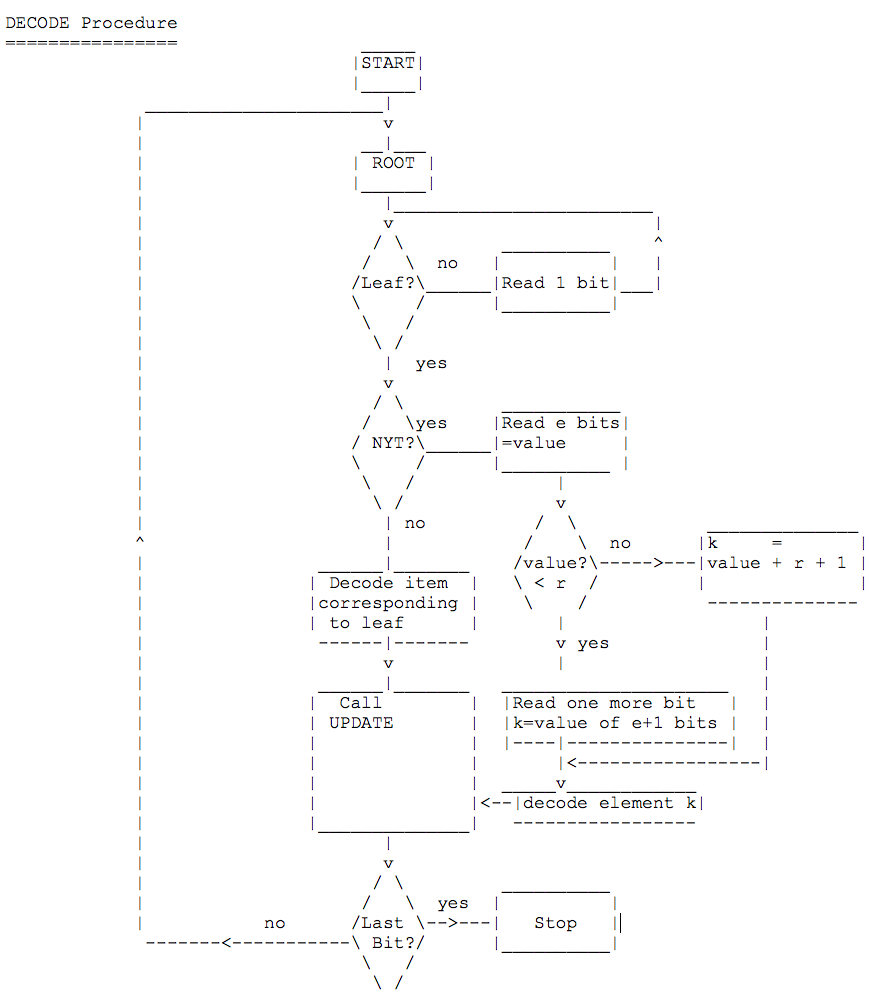 DECODE Procedure
================
START
ROOT
no
Leaf?
Read 1 bit
yes
yes
NYT?
Read e bits
=value
no
no
value?
< r
k =
value + r + 1
Decode item
corresponding
to leaf
yes
Call
UPDATE
Read one more bit
k=value of e+1 bits
decode element k
yes
no
Last
Bit?
Stop